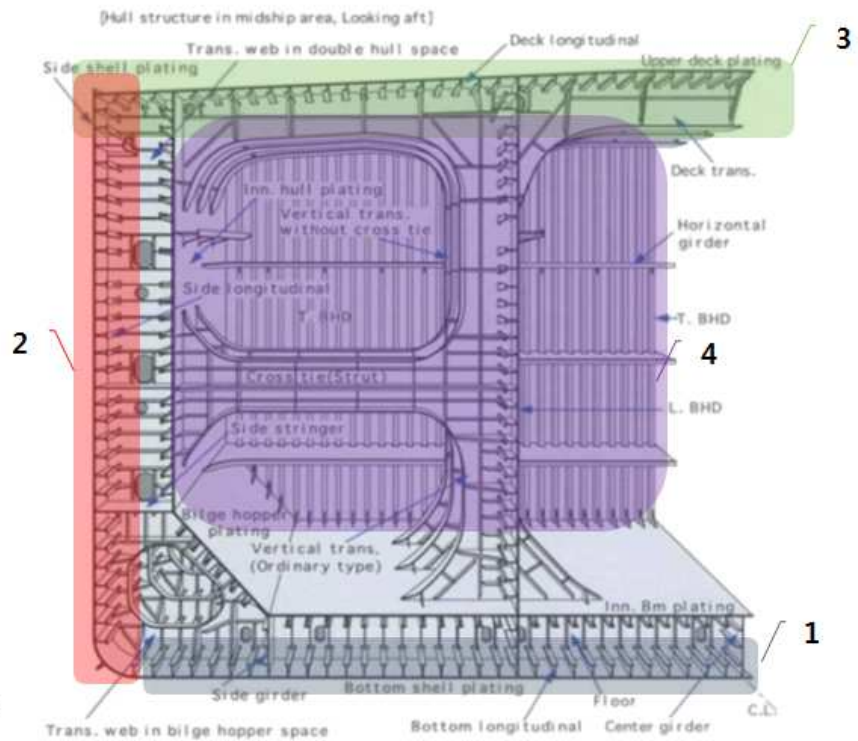 [Hull structure in midship area, Looking aft]
Trans. web in double hull space
Deck longitudinal
3
Side shell plating
Upper deck plating
Deck trans.
Inn. hull plating
Vertical trans.
without cross tie
Horizontal
girder
Side longitudinal
T. BHD
T. BHD
2
4
Cross tie(Strut)
L. BHD
Side stringer
Bilge hopper
plating
Vertical trans.
(Ordinary type)
Inn. Bm plating
1
Side girder
Bottom shell plating
Floor
C.L.
Trans. web in bilge hopper space
Bottom longitudinal
Center girder